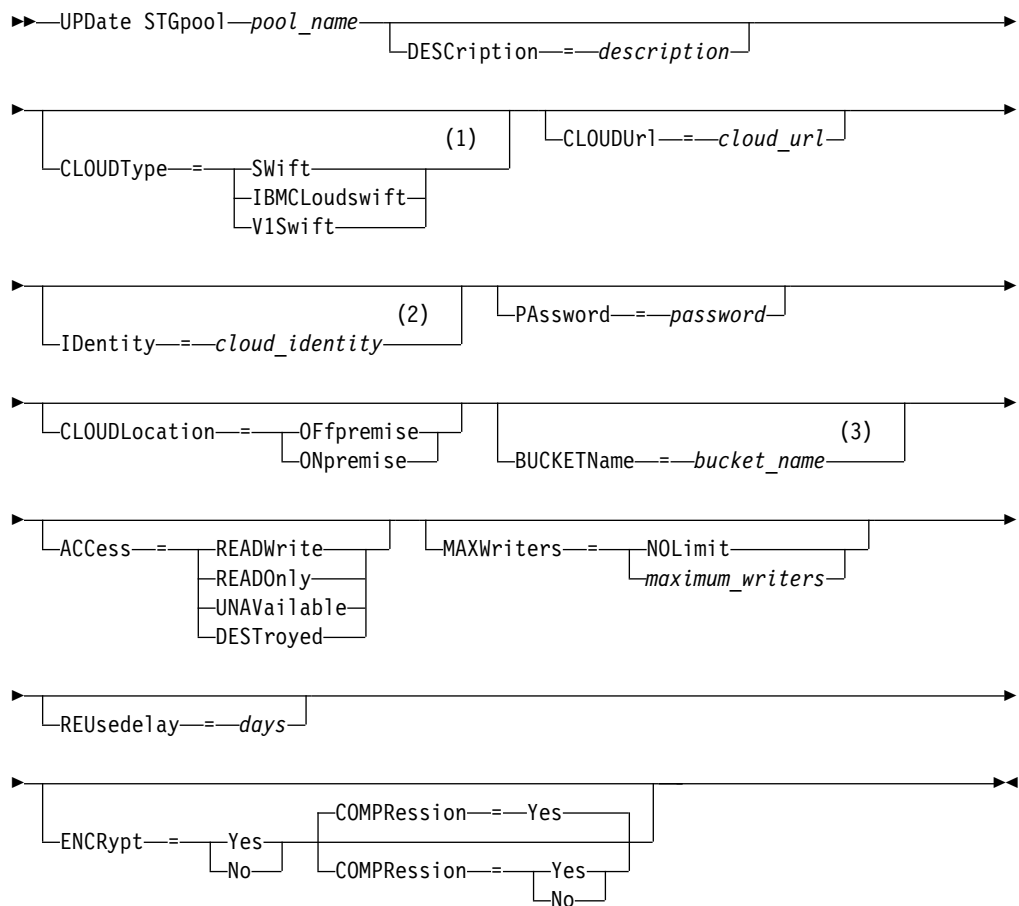 UPDate STGpool pool_name
DESCription = description
(1)
CLOUDType = SWift
IBMCLoudswift
V1Swift
CLOUDUrl = cloud_url
(2)
IDentity = cloud_identity
PAssword = password
CLOUDLocation = OFfpremise
ONpremise
(3)
BUCKETName = bucket_name
ACCess = READWrite
READOnly
UNAVailable
DESTroyed
MAXWriters = NOLimit
maximum_writers
REUsedelay = days
COMPRession = Yes
ENCRypt = Yes
No
COMPRession = Yes
No